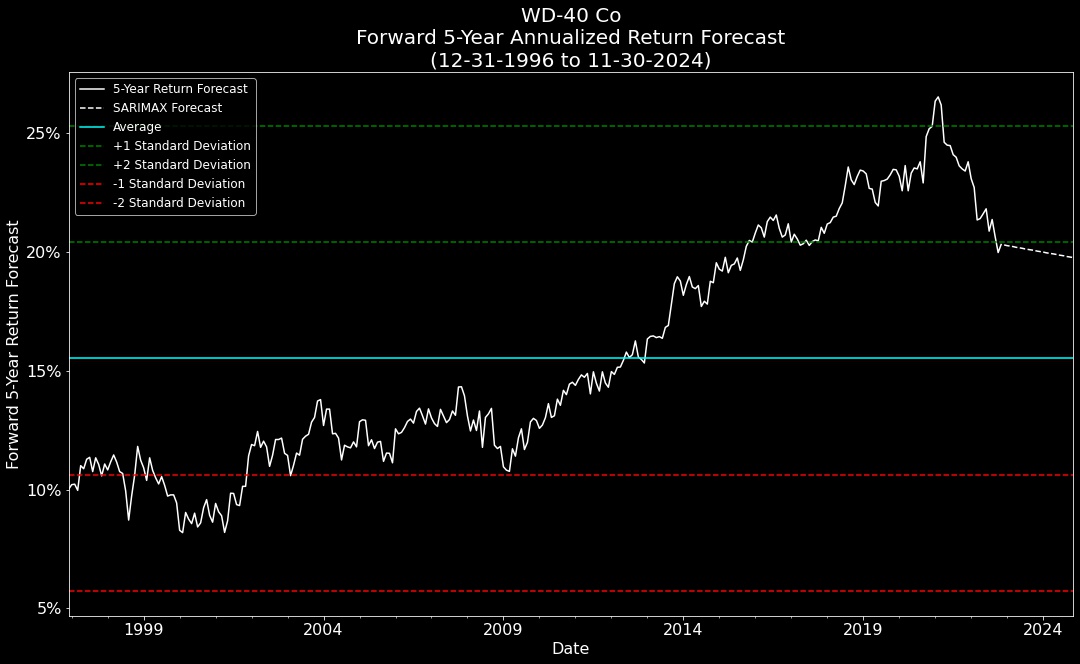 WD-40 Co
Forward 5-Year Annualized Return Forecast
(12-31-1996 to 11-30-2024)
5-Year Return Forecast
SARIMAX Forecast
Average
+1 Standard Deviation
+2 Standard Deviation
-1 Standard Deviation
-2 Standard Deviation
Forward 5-Year Return Forecast
25%
20%
15%
10%
5%
1999 2004 2009 2014 2019 2024
Date